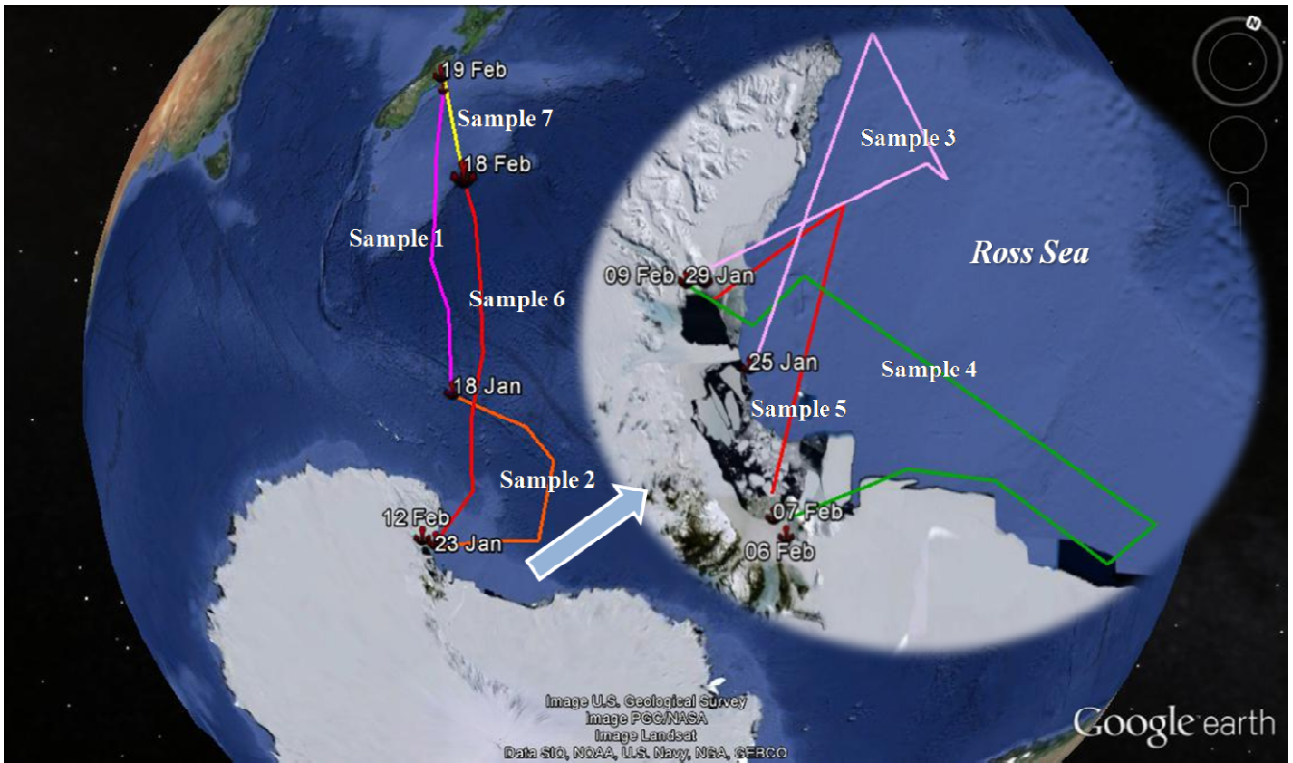 N
19 Feb
Sample 7
18 Feb
Sample 1
Sample 6
18 Jan
Sample 2
12 Feb
23 Jan
Sample 3
Ross Sea
09 Feb
29 Jan
25 Jan
Sample 4
Sample 5
07 Feb
06 Feb
Image U.S. Geological Survey
Image PGC/NASA
Image Landsat
Data SIO, NOAA, U.S. Navy, NGA, GEBCO
Google earth